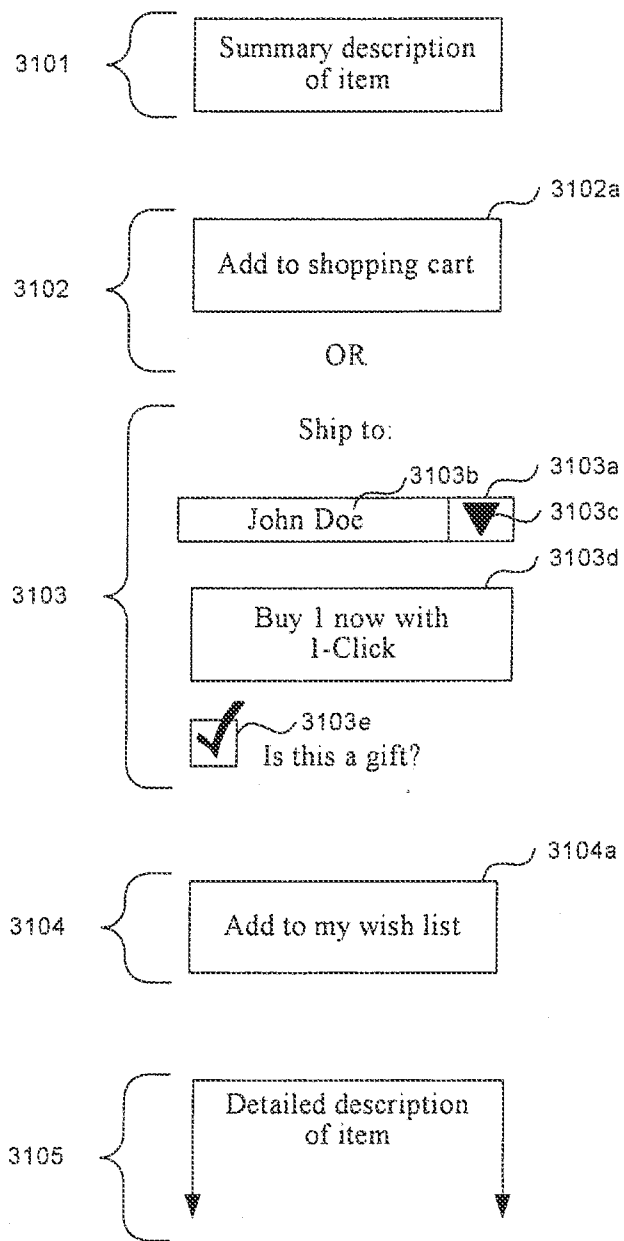 3101
Summary description
of item
3102a
3102
Add to shopping cart
OR
3103
Ship to:
3103b
3103a
John Doe
3103c
3103d
Buy 1 now with
1-Click
3103e
Is this a gift?
3104a
3104
Add to my wish list
3105
Detailed description
of item